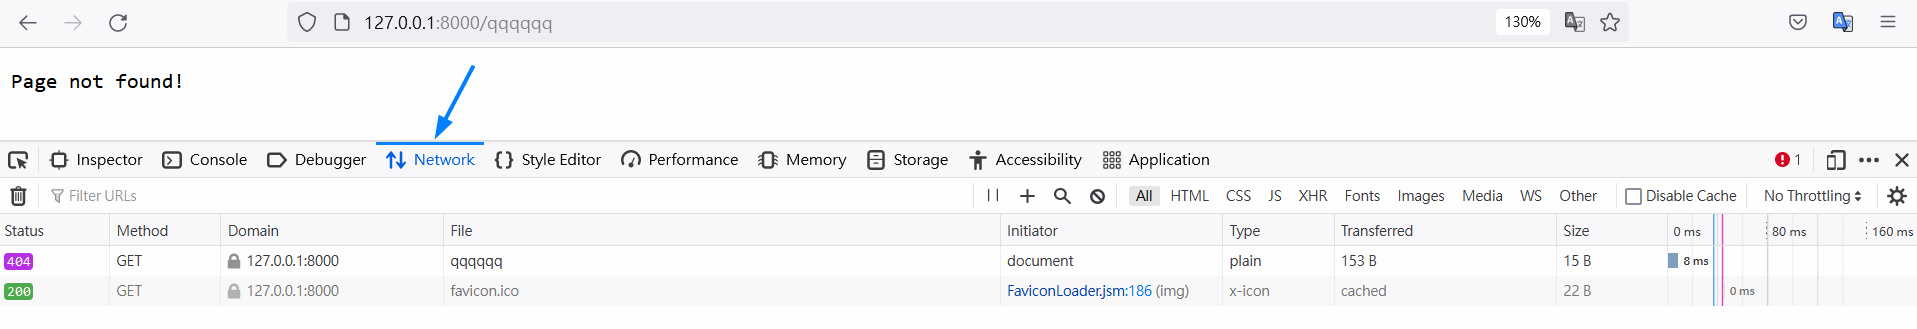 127.0.0.1:8000/qqqqqq 130%
Page not found!
Inspector Console Debugger Network Style Editor Performance Memory Storage Accessibility Application 1
Filter URLs All HTML CSS JS XHR Fonts Images Media WS Other Disable Cache No Throttling
Status Method Domain File Initiator Type Transferred Size 0 ms 80 ms 160 ms
404 GET 127.0.0.1:8000 qqqqqq document plain 153 B 15 B 8 ms
200 GET 127.0.0.1:8000 favicon.ico FaviconLoader.jsm:186 (img) x-icon cached 22 B 0 ms